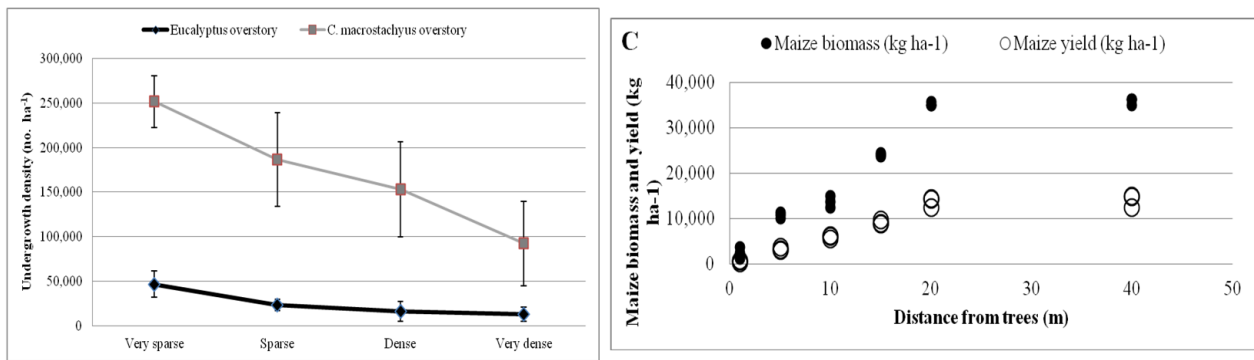 Eucalyptus overstory
C. macrostachyus overstory
Undergrowth density (no. ha⁻¹)
300,000
250,000
200,000
150,000
100,000
50,000
0
Very sparse
Sparse
Dense
Very dense
C
Maize biomass (kg ha-1)
Maize yield (kg ha-1)
Maize biomass and yield (kg
ha-1)
40,000
30,000
20,000
10,000
0
0
10
20
30
40
50
Distance from trees (m)